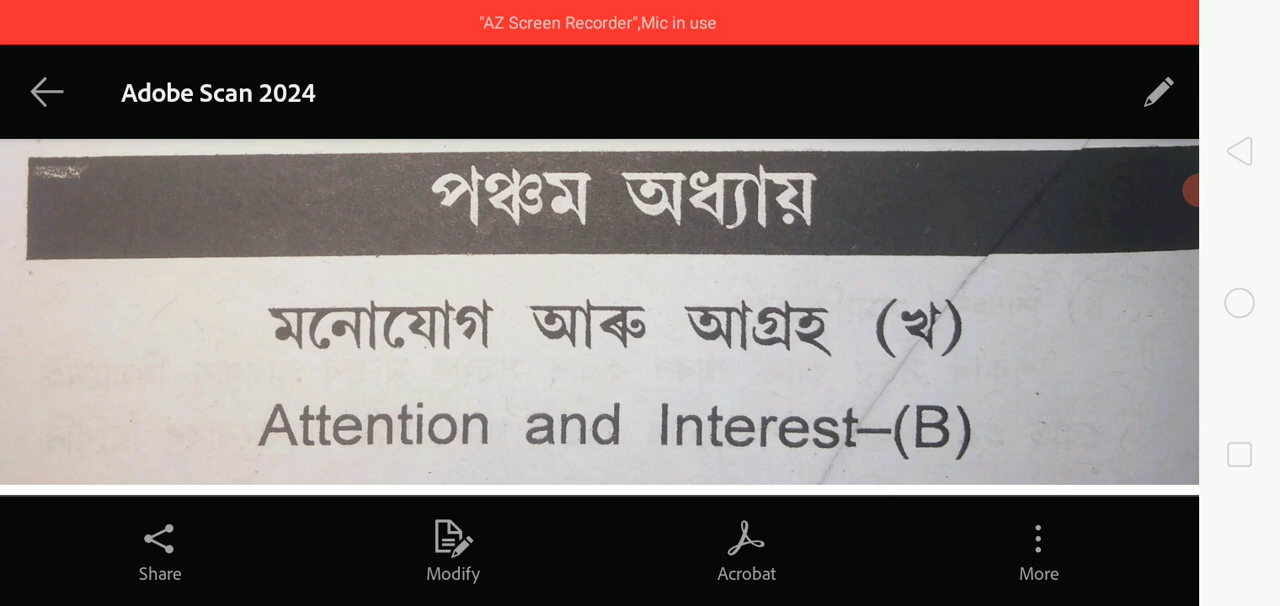 "AZ Screen Recorder",Mic in use
Adobe Scan 2024
পঞ্চম অধ্যায়
মনোযোগ আৰু আগ্ৰহ (খ)
Attention and Interest–(B)
Share Modify Acrobat More